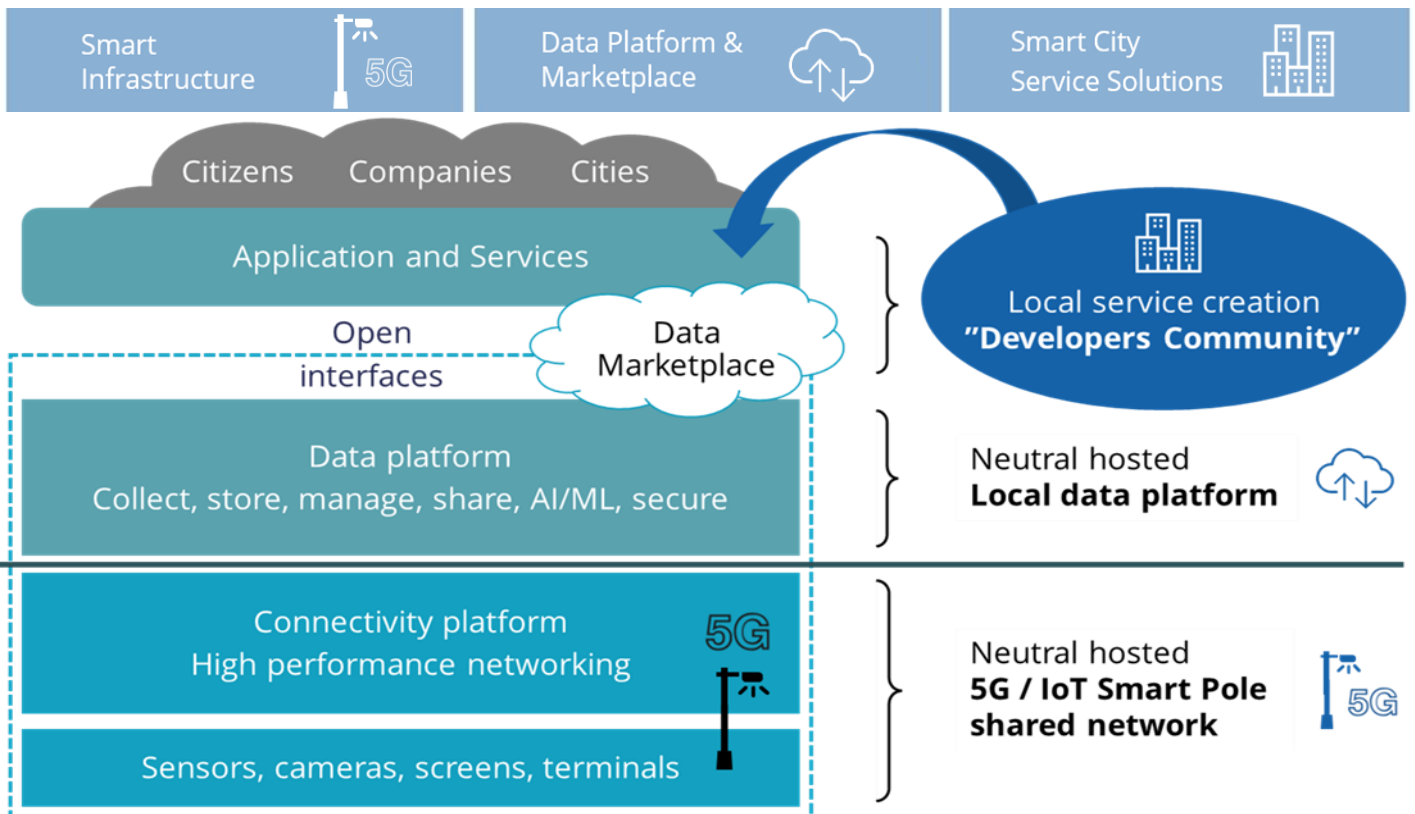 Smart
Infrastructure
5G
Data Platform &
Marketplace
Smart City
Service Solutions
Citizens Companies Cities
Application and Services
Open
interfaces
Data
Marketplace
Local service creation
”Developers Community”
Data platform
Collect, store, manage, share, AI/ML, secure
Neutral hosted
Local data platform
Connectivity platform
High performance networking
5G
Sensors, cameras, screens, terminals
Neutral hosted
5G / IoT Smart Pole
shared network
5G